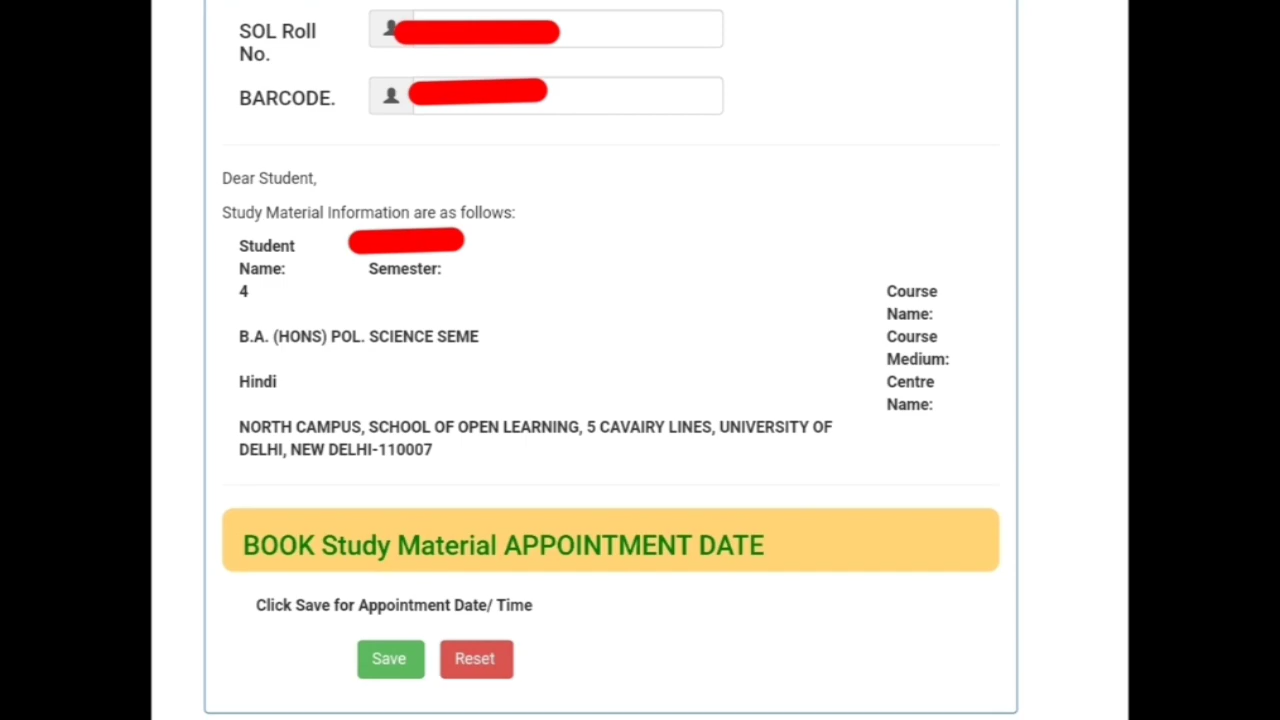 SOL Roll
No.
BARCODE.
Dear Student,
Study Material Information are as follows:
Student
Name:
Semester:
4
Course
Name:
B.A. (HONS) POL. SCIENCE SEME
Course
Medium:
Hindi
Centre
Name:
NORTH CAMPUS, SCHOOL OF OPEN LEARNING, 5 CAVAIRY LINES, UNIVERSITY OF
DELHI, NEW DELHI-110007
BOOK Study Material APPOINTMENT DATE
Click Save for Appointment Date/ Time
Save
Reset